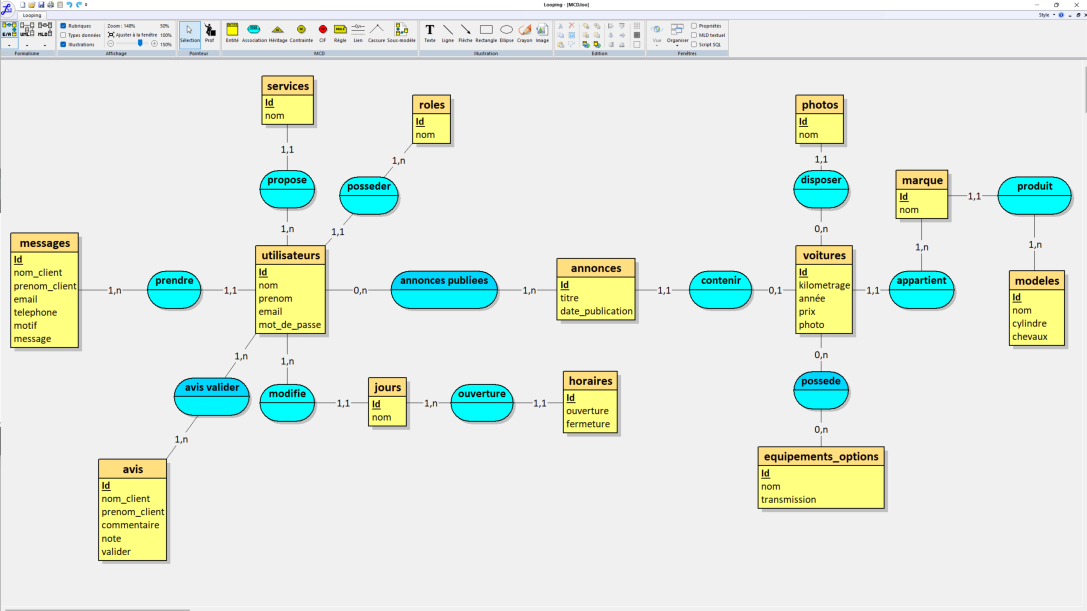 Looping - [MCD.loo]
Looping
Style
?
E/A
UML
MLD
Formalisme
Rubriques
Types données
Illustrations
Zoom : 148%
50%
Ajuster à la fenêtre
100%
150%
Affichage
Sélection
Prof
Pointeur
Entité
Association
Héritage
Contrainte
CIF
Règle
Lien
Cassure
Sous-modèle
MCD
T
Texte
Ligne
Flèche
Rectangle
Ellipse
Crayon
Image
Illustration
Edition
Vue
Organiser
Propriétés
MLD textuel
Script SQL
Fenêtres
services
Id
nom
1,1
propose
1,n
roles
Id
nom
1,n
posseder
1,1
photos
Id
nom
1,1
disposer
0,n
marque
Id
nom
1,1
produit
1,n
1,n
messages
Id
nom_client
prenom_client
email
telephone
motif
message
1,n
prendre
1,1
utilisateurs
Id
nom
prenom
email
mot_de_passe
0,n
annonces publiees
1,n
annonces
Id
titre
date_publication
1,1
contenir
0,1
voitures
Id
kilometrage
année
prix
photo
1,1
appartient
modeles
Id
nom
cylindre
chevaux
1,n
avis valider
1,n
1,n
modifie
1,1
jours
Id
nom
1,n
ouverture
1,1
horaires
Id
ouverture
fermeture
0,n
possede
0,n
equipements_options
Id
nom
transmission
avis
Id
nom_client
prenom_client
commentaire
note
valider